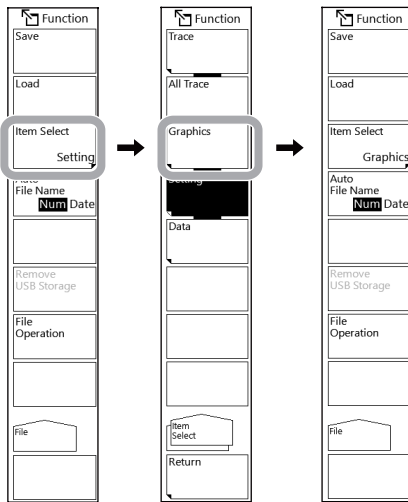 Function
Save
Load
Item Select
Setting
Auto
File Name
Num Date
Remove
USB Storage
File
Operation
File
Function
Trace
All Trace
Graphics
Setting
Data
Item
Select
Return
Function
Save
Load
Item Select
Graphics
Auto
File Name
Num Date
Remove
USB Storage
File
Operation
File